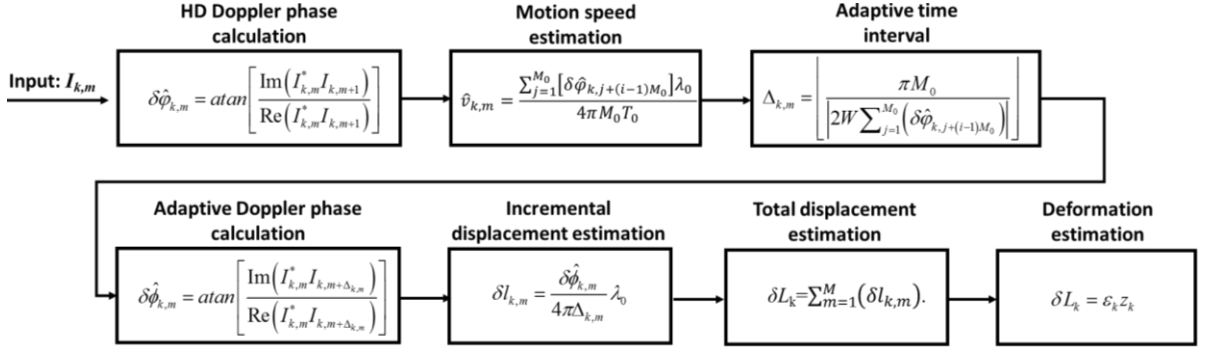 HD Doppler phase
calculation
Motion speed
estimation
Adaptive time
interval
Input: I_{k,m}
δφ̂_{k,m} = atan[Im(I*_{k,m} I_{k,m+1}) / Re(I*_{k,m} I_{k,m+1})]
v̂_{k,m} = ∑_{j=1}^{M_0}[δφ̂_{k,j+(i−1)M_0}]λ_0 / 4πM_0T_0
Δ_{k,m} = ⌊πM_0 / |2W∑_{j=1}^{M_0}(δφ̂_{k,j+(i−1)M_0})|⌋
Adaptive Doppler phase
calculation
Incremental
displacement estimation
Total displacement
estimation
Deformation
estimation
δϕ̂_{k,m} = atan[Im(I*_{k,m} I_{k,m+Δ_{k,m}}) / Re(I*_{k,m} I_{k,m+Δ_{k,m}})]
δl_{k,m} = δϕ̂_{k,m} / 4πΔ_{k,m} λ_0
δL_k=∑_{m=1}^{M}(δl_{k,m}).
δL_k = ε_k z_k